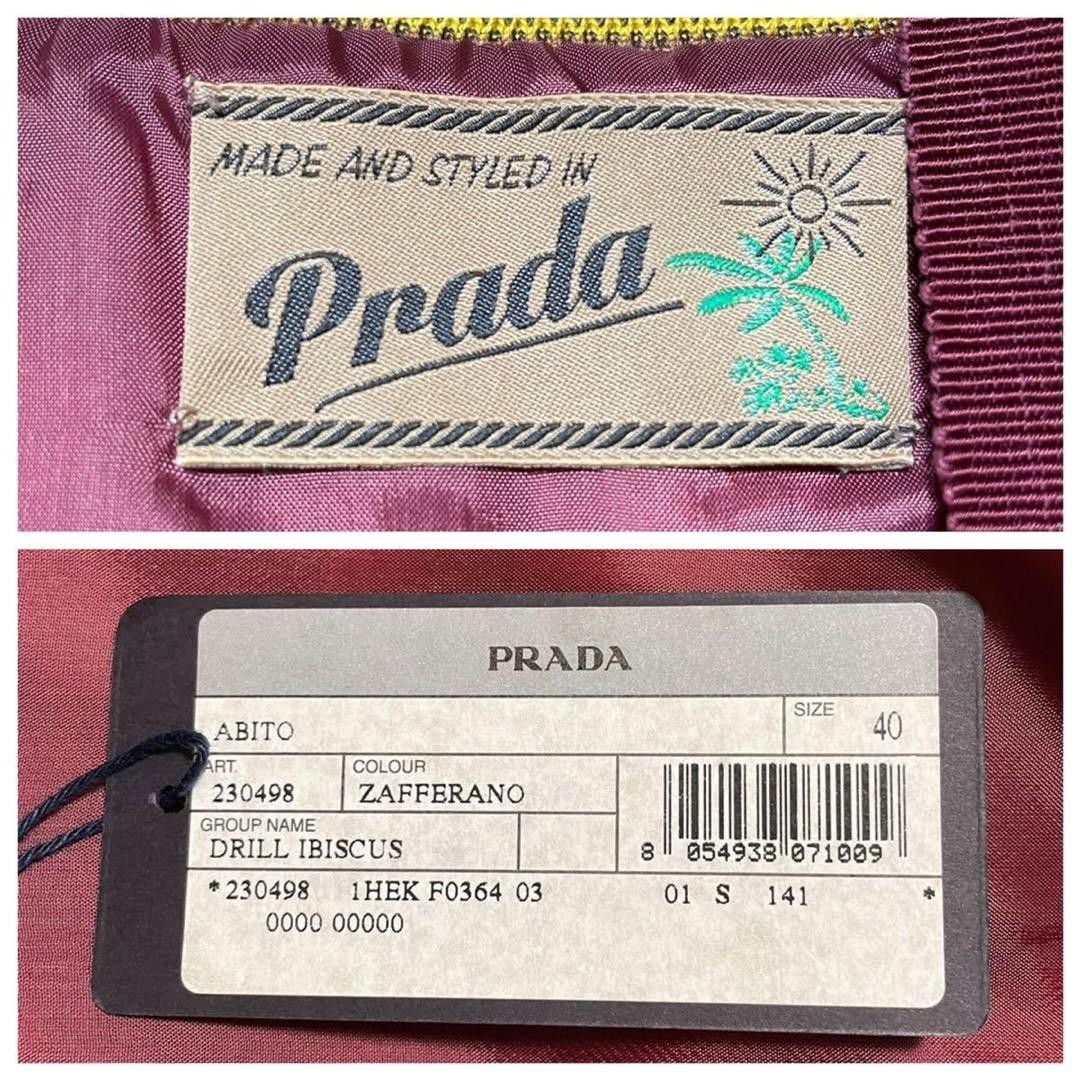 MADE AND STYLED IN
Prada
PRADA
ABITO
SIZE 40
ART. COLOUR
230498 ZAFFERANO
GROUP NAME
DRILL IBISCUS
8 054938 071009
*230498 1HEK F0364 03 01 S 141 *
0000 00000